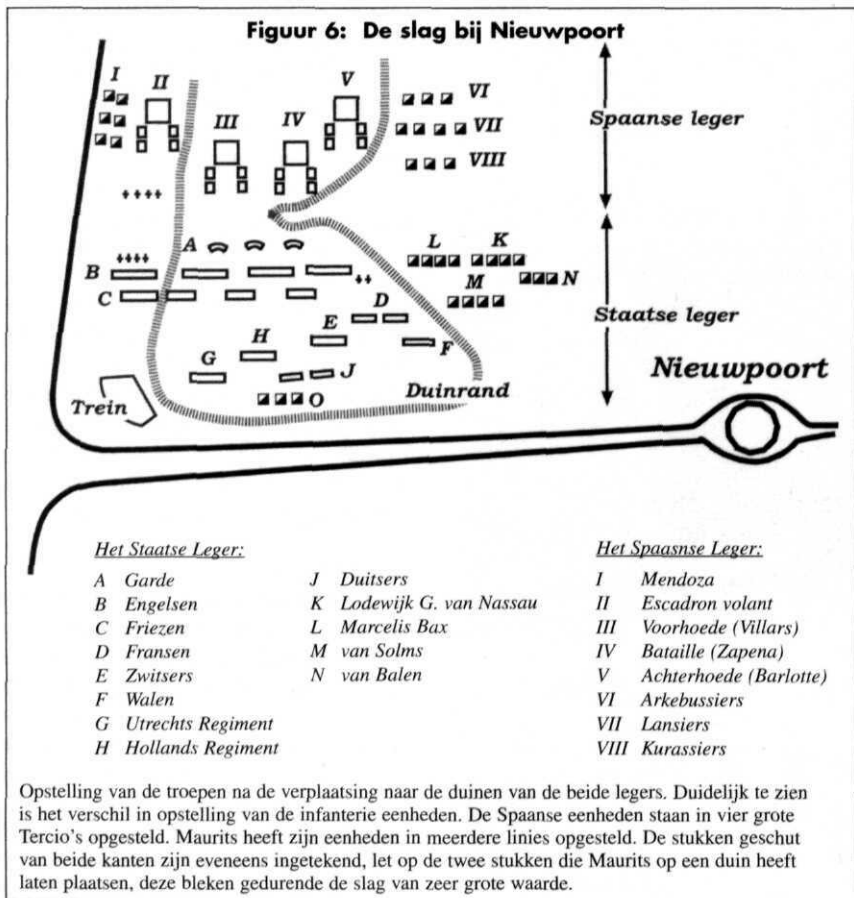 Figuur 6: De slag bij Nieuwpoort
I
II
III
IV
V
VI
VII
VIII
Spaanse leger
A
B
C
D
E
F
G
H
J
K
L
M
N
O
Staatse leger
Trein
Duinrand
Nieuwpoort
Het Staatse Leger:
A Garde
B Engelsen
C Friezen
D Fransen
E Zwitsers
F Walen
G Utrechts Regiment
H Hollands Regiment
J Duitsers
K Lodewijk G. van Nassau
L Marcelis Bax
M van Solms
N van Balen
Het Spaasnse Leger:
I Mendoza
II Escadron volant
III Voorhoede (Villars)
IV Bataille (Zapena)
V Achterhoede (Barlotte)
VI Arkebussiers
VII Lansiers
VIII Kurassiers
Opstelling van de troepen na de verplaatsing naar de duinen van de beide legers. Duidelijk te zien
is het verschil in opstelling van de infanterie eenheden. De Spaanse eenheden staan in vier grote
Tercio's opgesteld. Maurits heeft zijn eenheden in meerdere linies opgesteld. De stukken geschut
van beide kanten zijn eveneens ingetekend, let op de twee stukken die Maurits op een duin heeft
laten plaatsen, deze bleken gedurende de slag van zeer grote waarde.